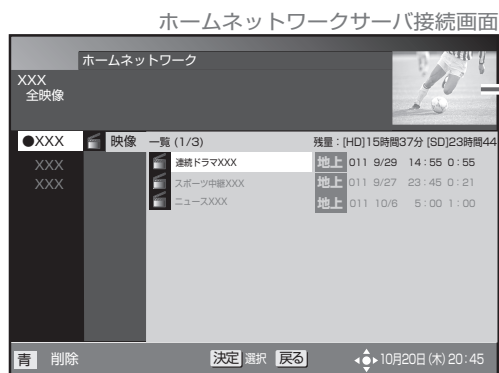 ホームネットワークサーバ接続画面
ホームネットワーク
XXX
全映像
●XXX 映像 一覧 (1/3) 残量:[HD]15時間37分 [SD]23時間44
連続ドラマXXX 地上 011 9/29 14:55 0:55
XXX スポーツ中継XXX 地上 011 9/27 23:45 0:21
XXX ニュースXXX 地上 011 10/6 5:00 1:00
青 削除 決定 選択 戻る 10月20日(木)20:45